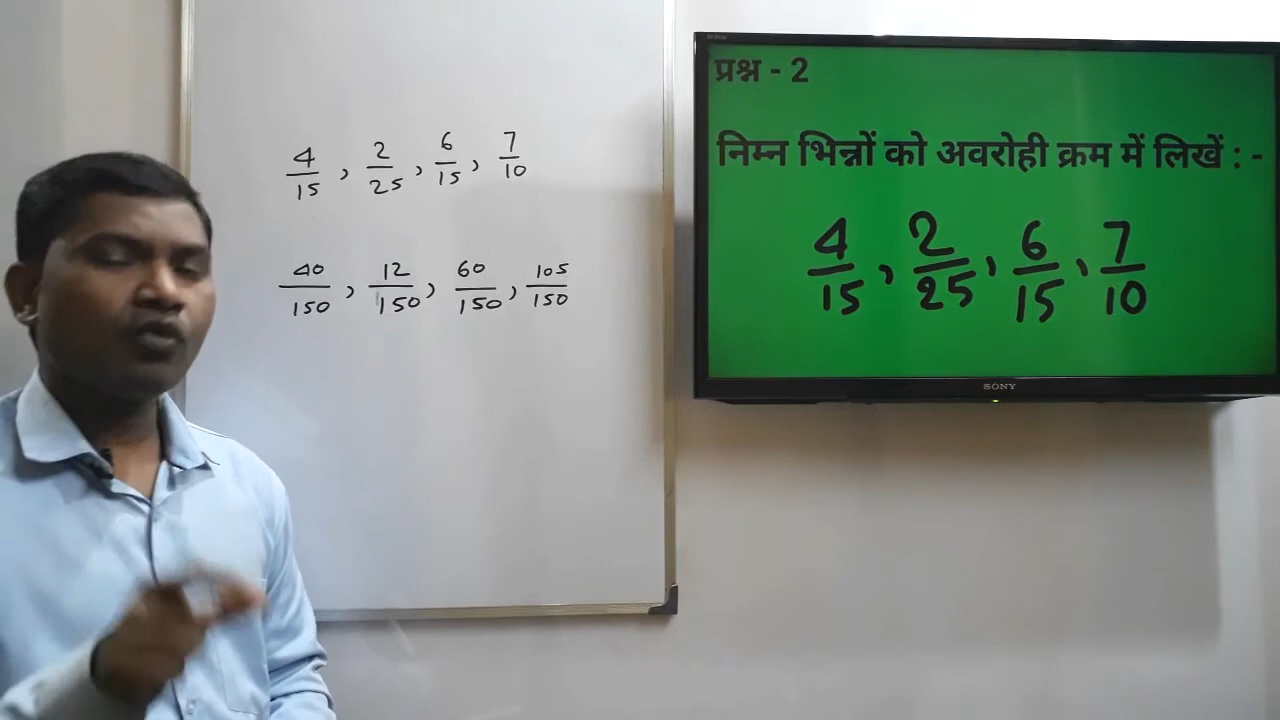 4/15 , 2/25 , 6/15 , 7/10
40/150 , 12/150 , 60/150 , 105/150
प्रश्न - 2
निम्न भिन्नों को अवरोही क्रम में लिखें : -
4/15 , 2/25 , 6/15 , 7/10
SONY